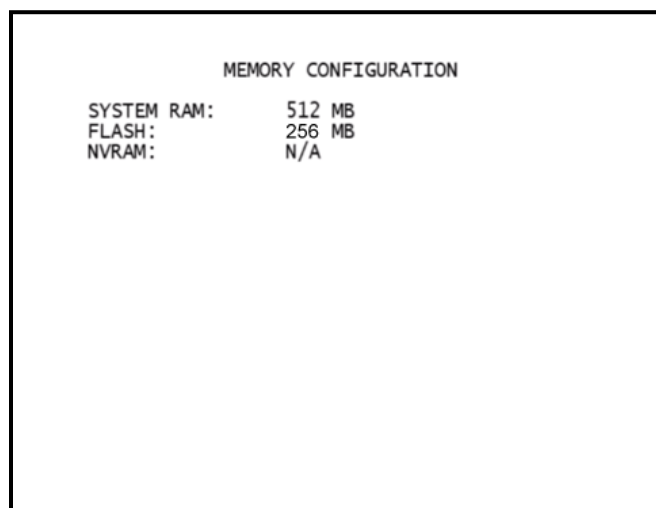 MEMORY CONFIGURATION
SYSTEM RAM: 512 MB
FLASH: 256 MB
NVRAM: N/A